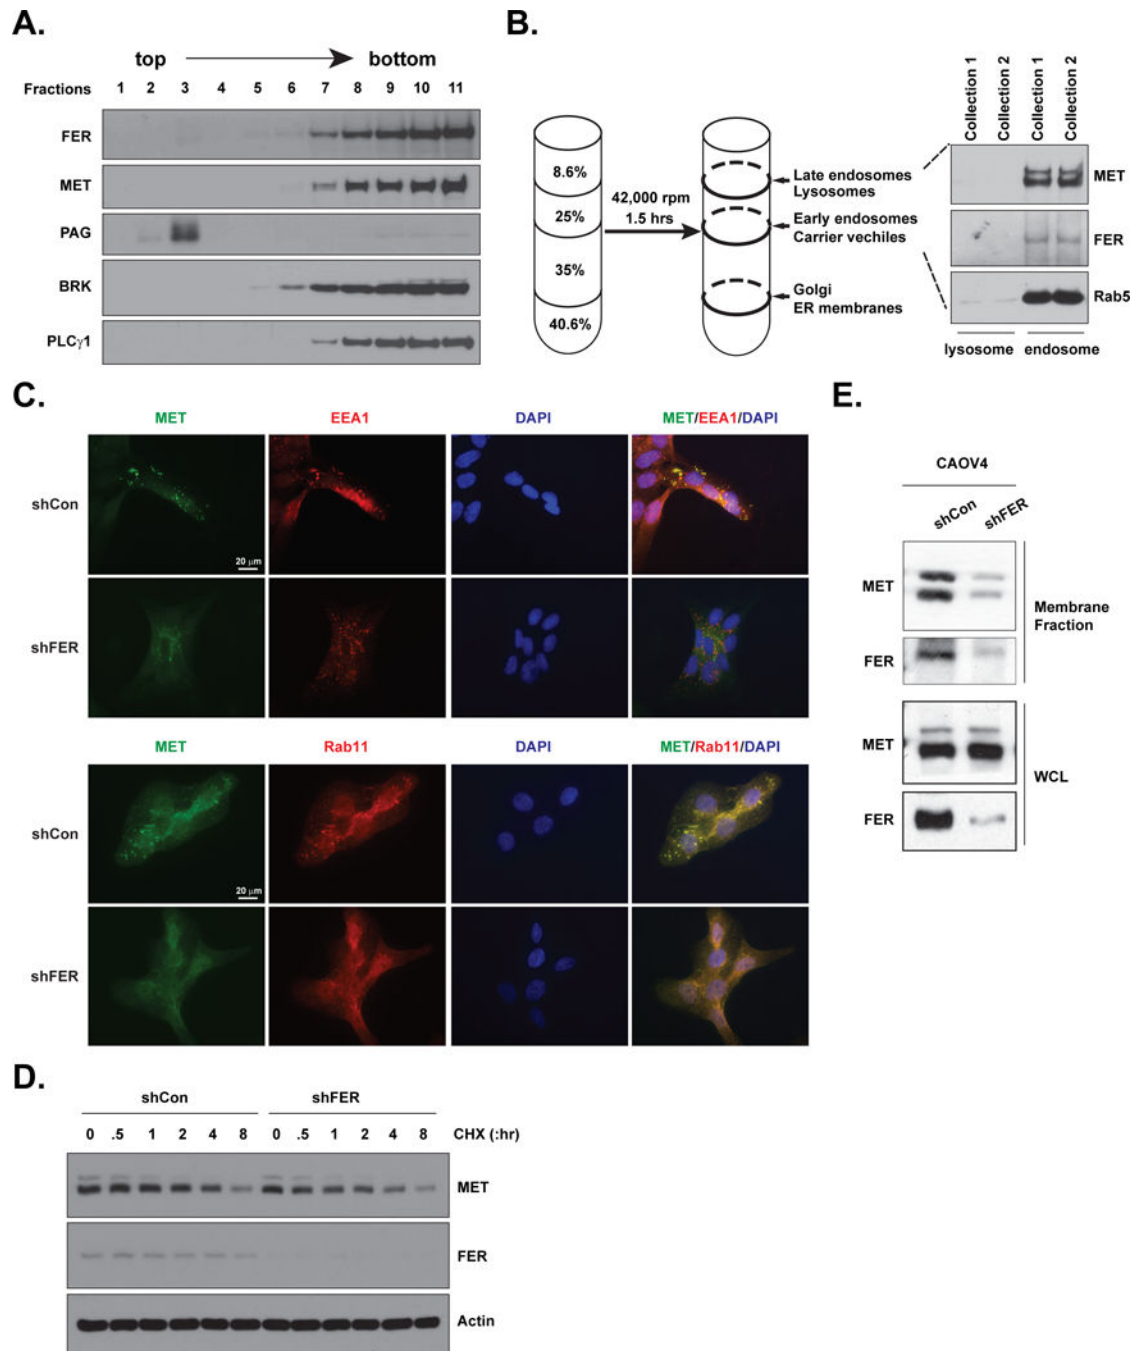 A.
top bottom
Fractions 1 2 3 4 5 6 7 8 9 10 11
FER
MET
PAG
BRK
PLCγ1
B.
8.6%
25%
35%
40.6%
42,000 rpm
1.5 hrs
Late endosomes
Lysosomes
Early endosomes
Carrier vechiles
Golgi
ER membranes
Collection 1
Collection 2
Collection 1
Collection 2
MET
FER
Rab5
lysosome endosome
C.
MET EEA1 DAPI MET/EEA1/DAPI
shCon
20 μm
shFER
MET Rab11 DAPI MET/Rab11/DAPI
shCon
20 μm
shFER
D.
shCon shFER
0 .5 1 2 4 8 0 .5 1 2 4 8 CHX (:hr)
MET
FER
Actin
E.
CAOV4
shCon shFER
MET
FER
Membrane
Fraction
MET
FER
WCL